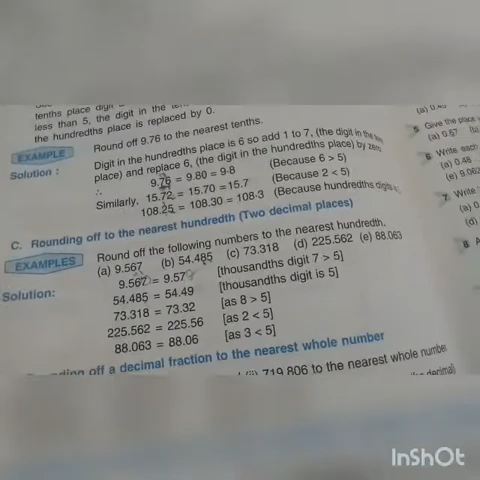 tenths place digit
less than 5, the digit in the
the hundredths place is replaced by 0.
EXAMPLE Round off 9.76 to the nearest tenths.
Solution : Digit in the hundredths place is 6 so add 1 to 7, (the digit in the
place) and replace 6, (the digit in the hundredths place) by zero
∴ 9.76 = 9.80 = 9·8 (Because 6 > 5)
Similarly, 15.72 = 15.70 = 15.7 (Because 2 < 5)
108.25 = 108.30 = 108·3 (Because hundredths digit
C. Rounding off to the nearest hundredth (Two decimal places)
EXAMPLES Round off the following numbers to the nearest hundredth.
(a) 9.567 (b) 54.485 (c) 73.318 (d) 225.562 (e) 88.063
Solution: 9.567 = 9.57 [thousandths digit 7 > 5]
54.485 = 54.49 [thousandths digit is 5]
73.318 = 73.32 [as 8 > 5]
225.562 = 225.56 [as 2 < 5]
88.063 = 88.06 [as 3 < 5]
off a decimal fraction to the nearest whole number
(ii) 719.806 to the nearest whole number
decimal)
5 Give the place
(a) 0.67 (b)
6 Write each
(a) 0.48
(e) 5.062
7 Write
(a) 0
(d)
8 A
InShOt